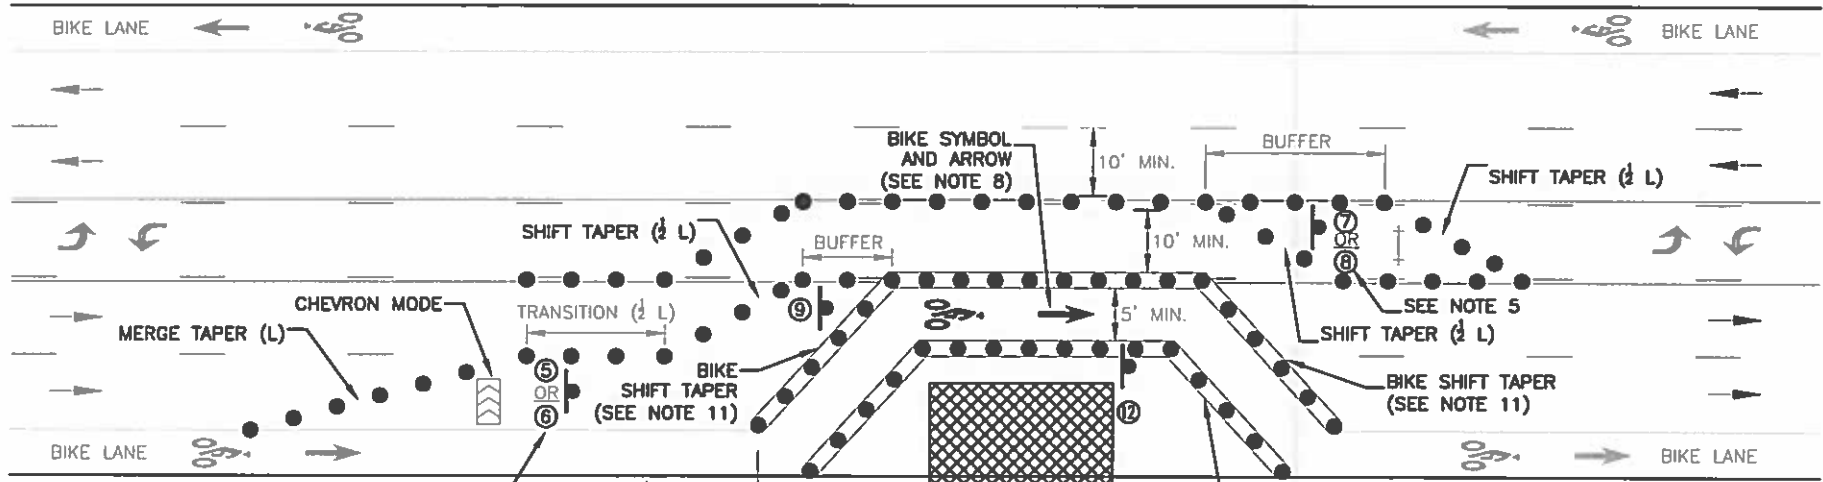 BIKE LANE
BIKE LANE
BIKE SYMBOL
AND ARROW
(SEE NOTE 8)
10' MIN.
BUFFER
SHIFT TAPER (½ L)
SHIFT TAPER (½ L)
BUFFER
10' MIN.
7
OR
8
CHEVRON MODE
TRANSITION (½ L)
9
5' MIN.
SEE NOTE 5
MERGE TAPER (L)
SHIFT TAPER (½ L)
5
OR
6
BIKE
SHIFT TAPER
(SEE NOTE 11)
BIKE SHIFT TAPER
(SEE NOTE 11)
12
BIKE LANE
BIKE LANE